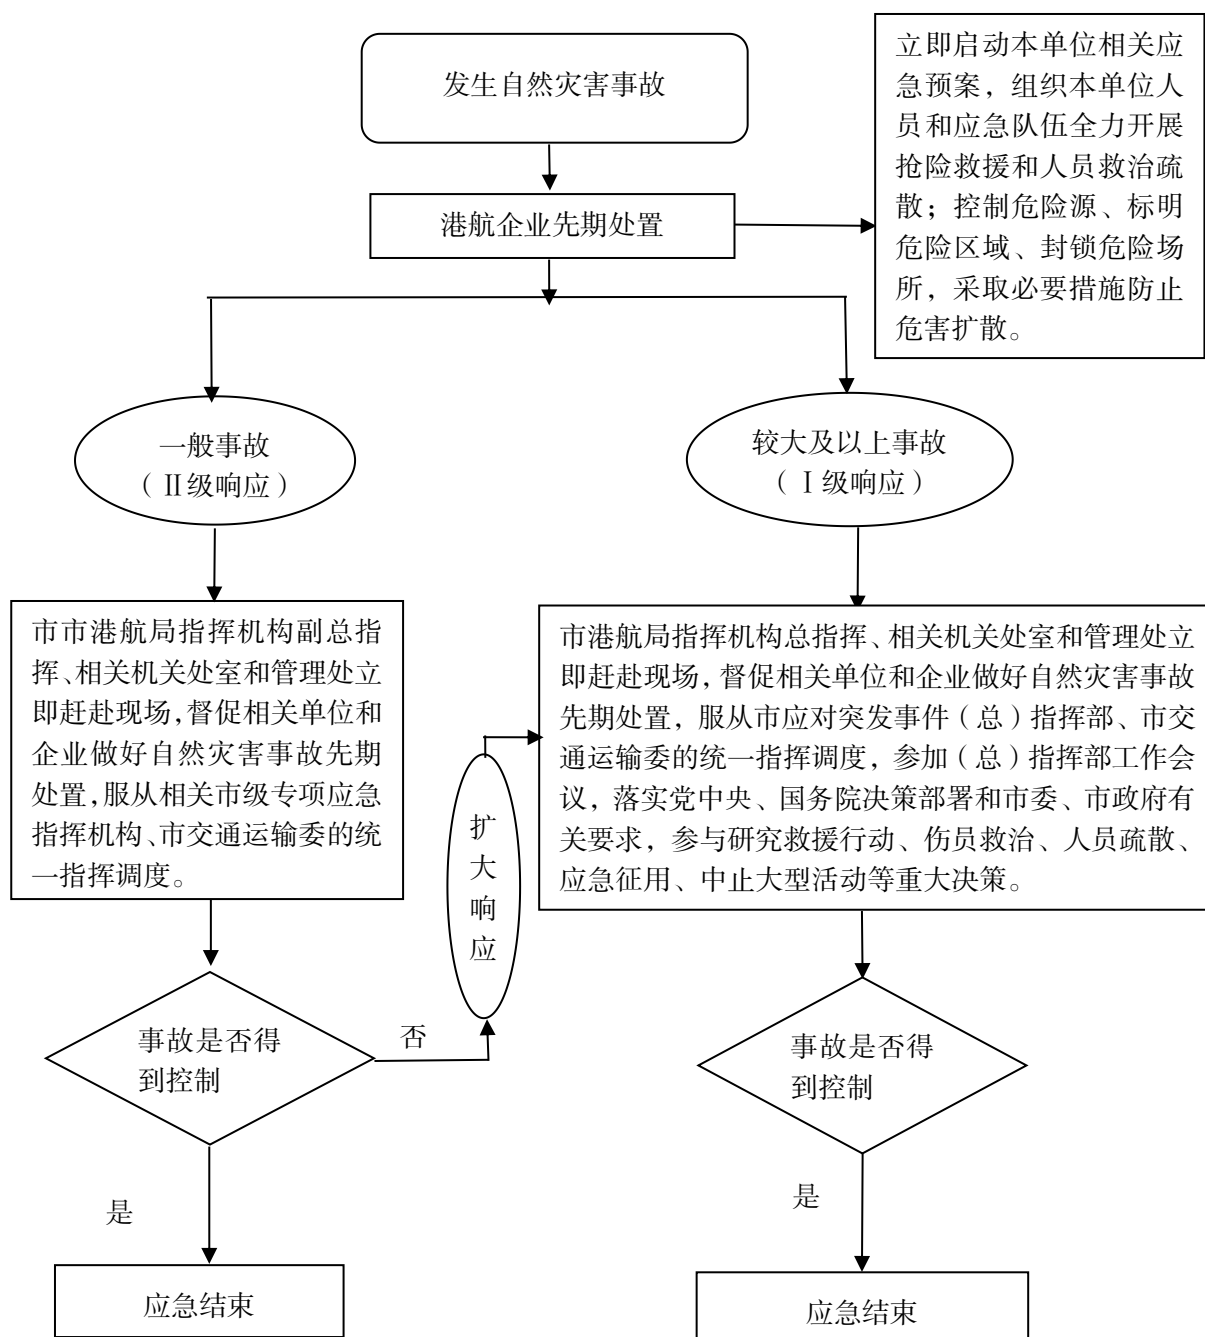 发生自然灾害事故
立即启动本单位相关应
急预案，组织本单位人
员和应急队伍全力开展
抢险救援和人员救治疏
散；控制危险源、标明
危险区域、封锁危险场
所，采取必要措施防止
危害扩散。
港航企业先期处置
一般事故
（Ⅱ级响应）
较大及以上事故
（Ⅰ级响应）
市市港航局指挥机构副总指
挥、相关机关处室和管理处立
即赶赴现场，督促相关单位和
企业做好自然灾害事故先期
处置，服从相关市级专项应急
指挥机构、市交通运输委的统
一指挥调度。
市港航局指挥机构总指挥、相关机关处室和管理处立
即赶赴现场，督促相关单位和企业做好自然灾害事故
先期处置，服从市应对突发事件（总）指挥部、市交
通运输委的统一指挥调度，参加（总）指挥部工作会
议，落实党中央、国务院决策部署和市委、市政府有
关要求，参与研究救援行动、伤员救治、人员疏散、
应急征用、中止大型活动等重大决策。
扩
大
响
应
事故是否得
到控制
否
事故是否得
到控制
是
是
应急结束
应急结束